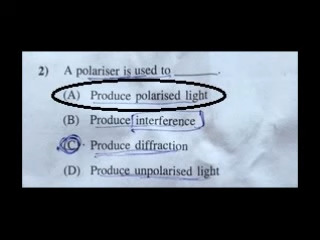 2) A polariser is used to ______.
(A) Produce polarised light
(B) Produce interference
(C) Produce diffraction
(D) Produce unpolarised light